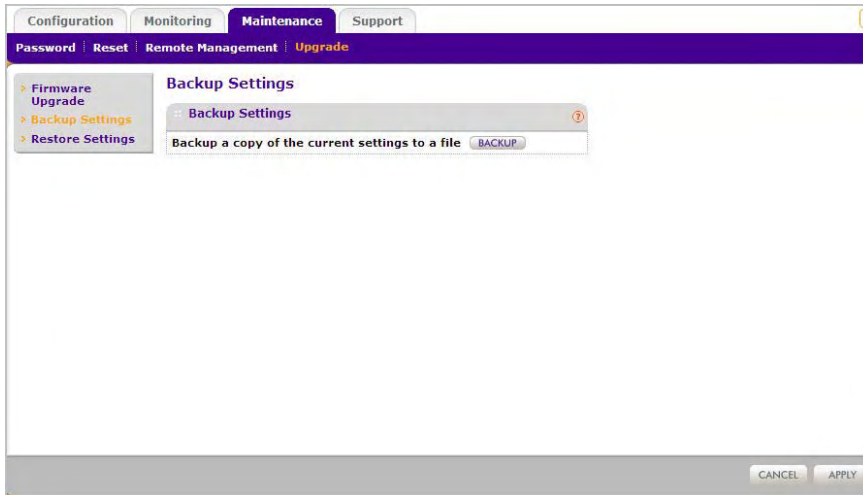 Configuration Monitoring Maintenance Support
Password Reset Remote Management Upgrade
Firmware
Upgrade
Backup Settings
Restore Settings
Backup Settings
Backup Settings ?
Backup a copy of the current settings to a file BACKUP
CANCEL APPLY